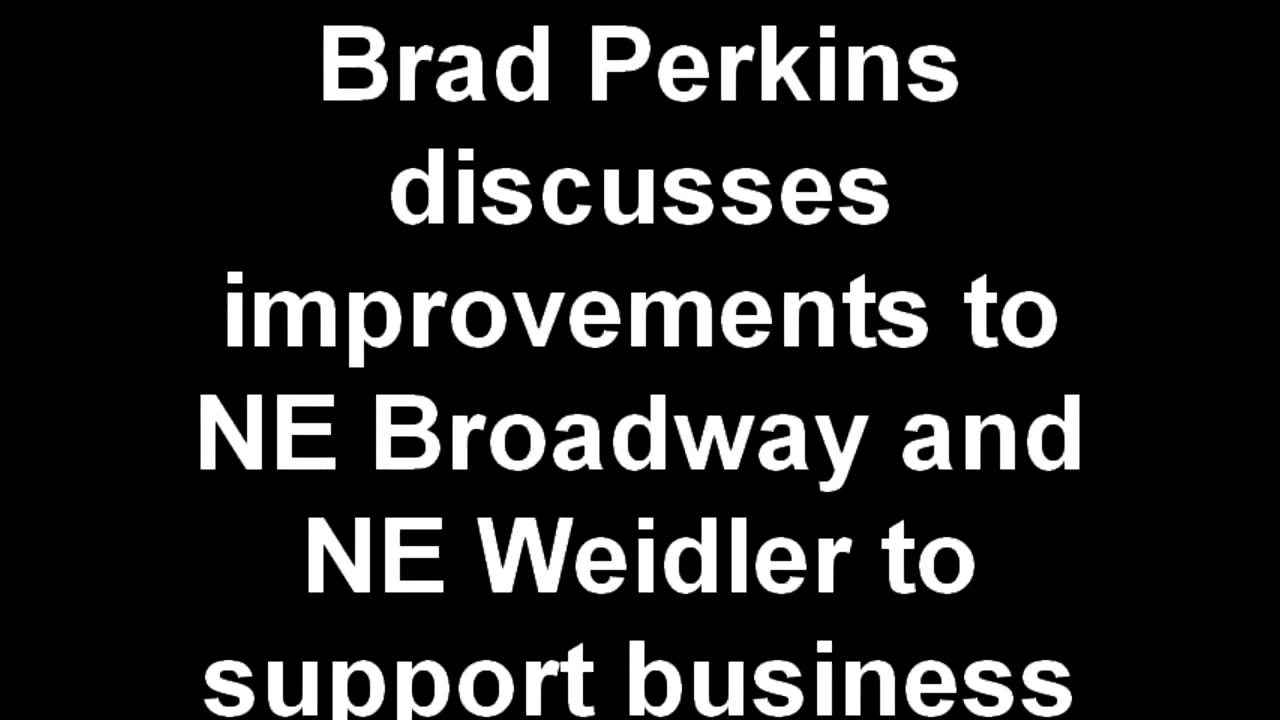 Brad Perkins
discusses
improvements to
NE Broadway and
NE Weidler to
support business